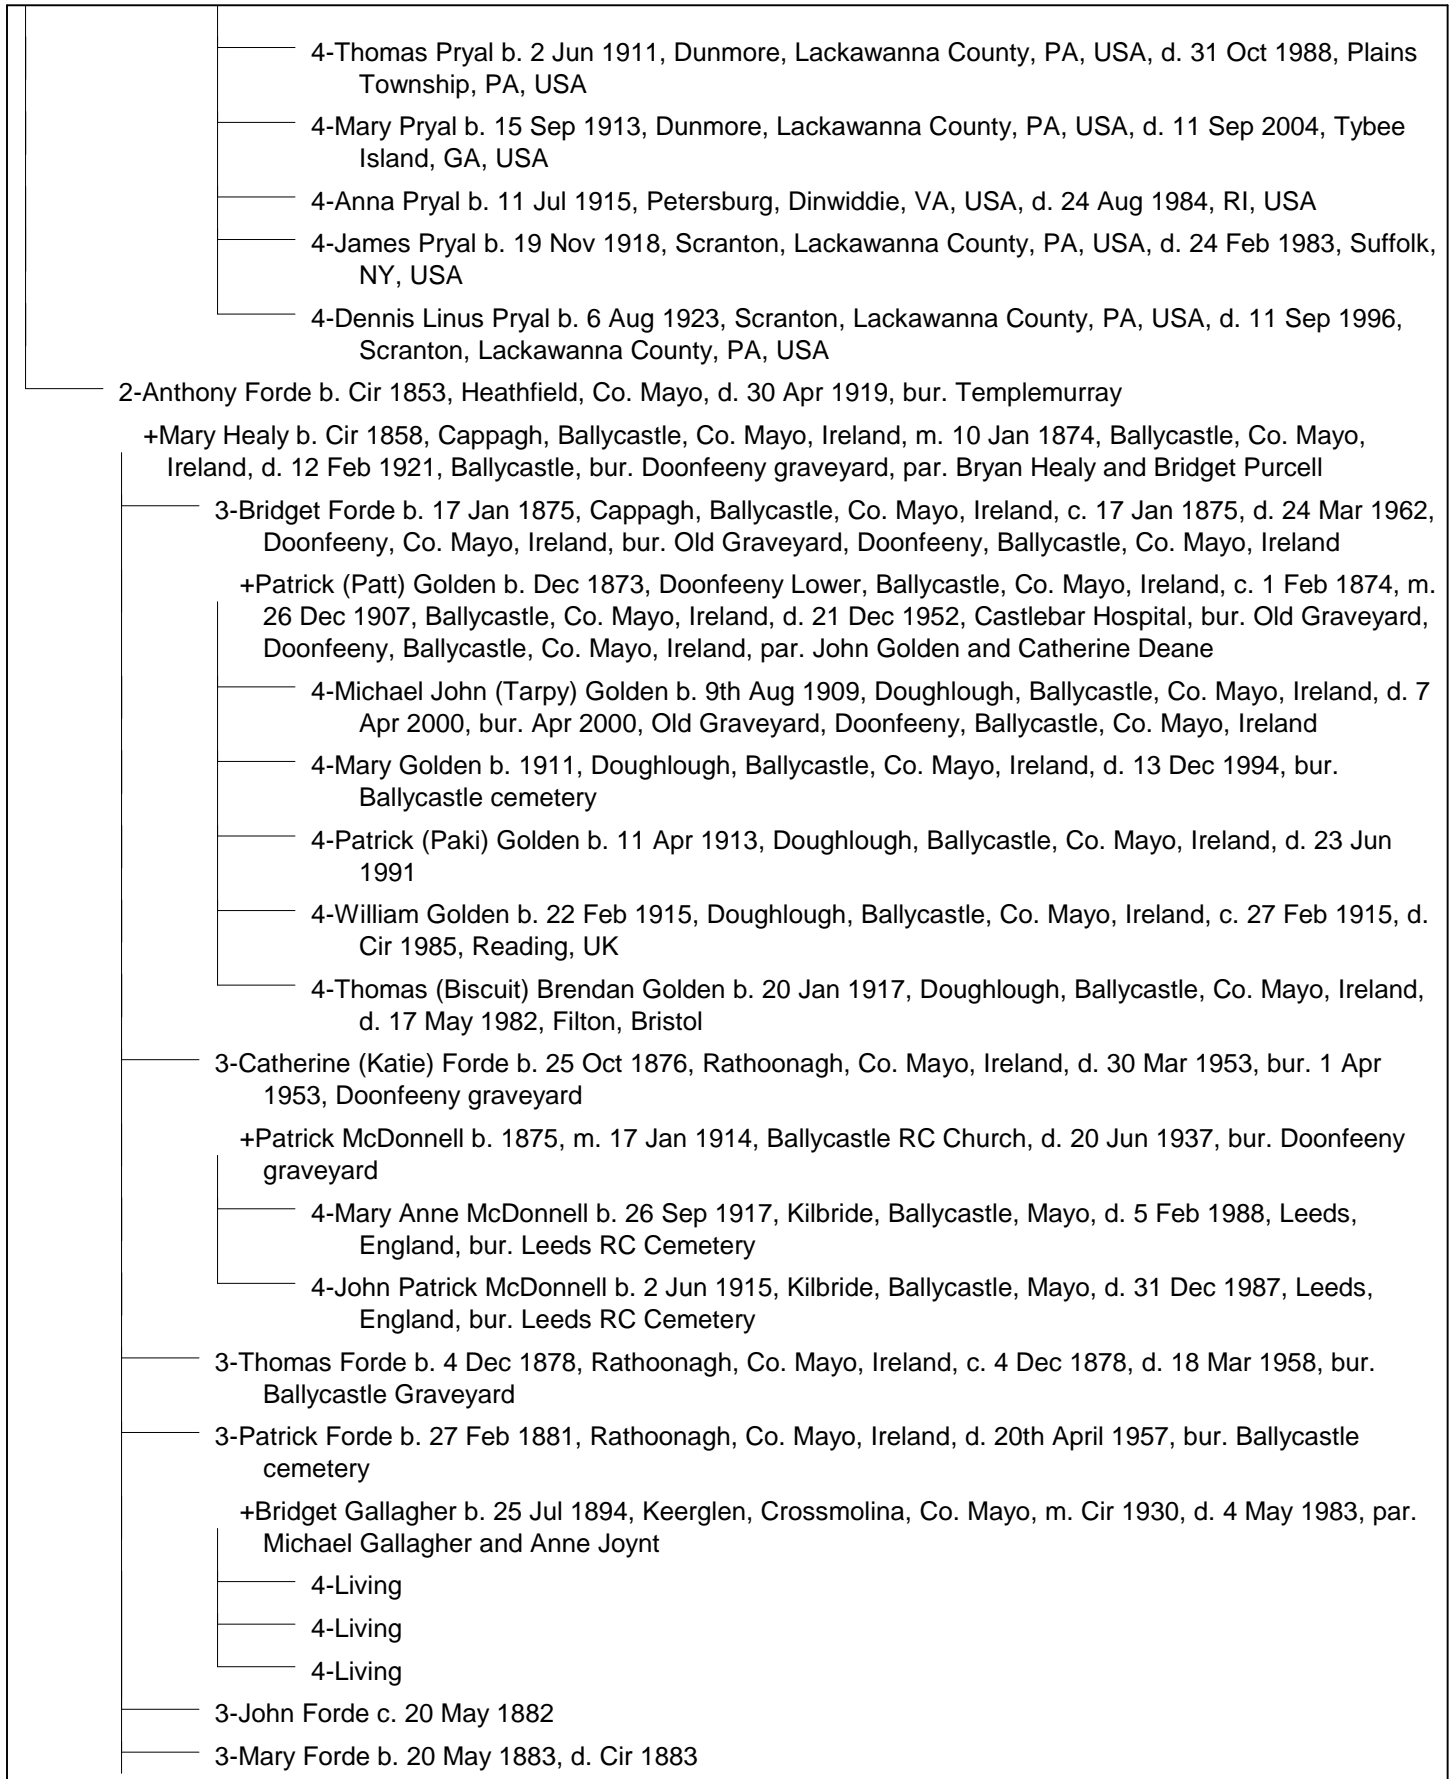 4-Thomas Pryal b. 2 Jun 1911, Dunmore, Lackawanna County, PA, USA, d. 31 Oct 1988, Plains
Township, PA, USA
4-Mary Pryal b. 15 Sep 1913, Dunmore, Lackawanna County, PA, USA, d. 11 Sep 2004, Tybee
Island, GA, USA
4-Anna Pryal b. 11 Jul 1915, Petersburg, Dinwiddie, VA, USA, d. 24 Aug 1984, RI, USA
4-James Pryal b. 19 Nov 1918, Scranton, Lackawanna County, PA, USA, d. 24 Feb 1983, Suffolk,
NY, USA
4-Dennis Linus Pryal b. 6 Aug 1923, Scranton, Lackawanna County, PA, USA, d. 11 Sep 1996,
Scranton, Lackawanna County, PA, USA
2-Anthony Forde b. Cir 1853, Heathfield, Co. Mayo, d. 30 Apr 1919, bur. Templemurray
+Mary Healy b. Cir 1858, Cappagh, Ballycastle, Co. Mayo, Ireland, m. 10 Jan 1874, Ballycastle, Co. Mayo,
Ireland, d. 12 Feb 1921, Ballycastle, bur. Doonfeeny graveyard, par. Bryan Healy and Bridget Purcell
3-Bridget Forde b. 17 Jan 1875, Cappagh, Ballycastle, Co. Mayo, Ireland, c. 17 Jan 1875, d. 24 Mar 1962,
Doonfeeny, Co. Mayo, Ireland, bur. Old Graveyard, Doonfeeny, Ballycastle, Co. Mayo, Ireland
+Patrick (Patt) Golden b. Dec 1873, Doonfeeny Lower, Ballycastle, Co. Mayo, Ireland, c. 1 Feb 1874, m.
26 Dec 1907, Ballycastle, Co. Mayo, Ireland, d. 21 Dec 1952, Castlebar Hospital, bur. Old Graveyard,
Doonfeeny, Ballycastle, Co. Mayo, Ireland, par. John Golden and Catherine Deane
4-Michael John (Tarpy) Golden b. 9th Aug 1909, Doughlough, Ballycastle, Co. Mayo, Ireland, d. 7
Apr 2000, bur. Apr 2000, Old Graveyard, Doonfeeny, Ballycastle, Co. Mayo, Ireland
4-Mary Golden b. 1911, Doughlough, Ballycastle, Co. Mayo, Ireland, d. 13 Dec 1994, bur.
Ballycastle cemetery
4-Patrick (Paki) Golden b. 11 Apr 1913, Doughlough, Ballycastle, Co. Mayo, Ireland, d. 23 Jun
1991
4-William Golden b. 22 Feb 1915, Doughlough, Ballycastle, Co. Mayo, Ireland, c. 27 Feb 1915, d.
Cir 1985, Reading, UK
4-Thomas (Biscuit) Brendan Golden b. 20 Jan 1917, Doughlough, Ballycastle, Co. Mayo, Ireland,
d. 17 May 1982, Filton, Bristol
3-Catherine (Katie) Forde b. 25 Oct 1876, Rathoonagh, Co. Mayo, Ireland, d. 30 Mar 1953, bur. 1 Apr
1953, Doonfeeny graveyard
+Patrick McDonnell b. 1875, m. 17 Jan 1914, Ballycastle RC Church, d. 20 Jun 1937, bur. Doonfeeny
graveyard
4-Mary Anne McDonnell b. 26 Sep 1917, Kilbride, Ballycastle, Mayo, d. 5 Feb 1988, Leeds,
England, bur. Leeds RC Cemetery
4-John Patrick McDonnell b. 2 Jun 1915, Kilbride, Ballycastle, Mayo, d. 31 Dec 1987, Leeds,
England, bur. Leeds RC Cemetery
3-Thomas Forde b. 4 Dec 1878, Rathoonagh, Co. Mayo, Ireland, c. 4 Dec 1878, d. 18 Mar 1958, bur.
Ballycastle Graveyard
3-Patrick Forde b. 27 Feb 1881, Rathoonagh, Co. Mayo, Ireland, d. 20th April 1957, bur. Ballycastle
cemetery
+Bridget Gallagher b. 25 Jul 1894, Keerglen, Crossmolina, Co. Mayo, m. Cir 1930, d. 4 May 1983, par.
Michael Gallagher and Anne Joynt
4-Living
4-Living
4-Living
3-John Forde c. 20 May 1882
3-Mary Forde b. 20 May 1883, d. Cir 1883